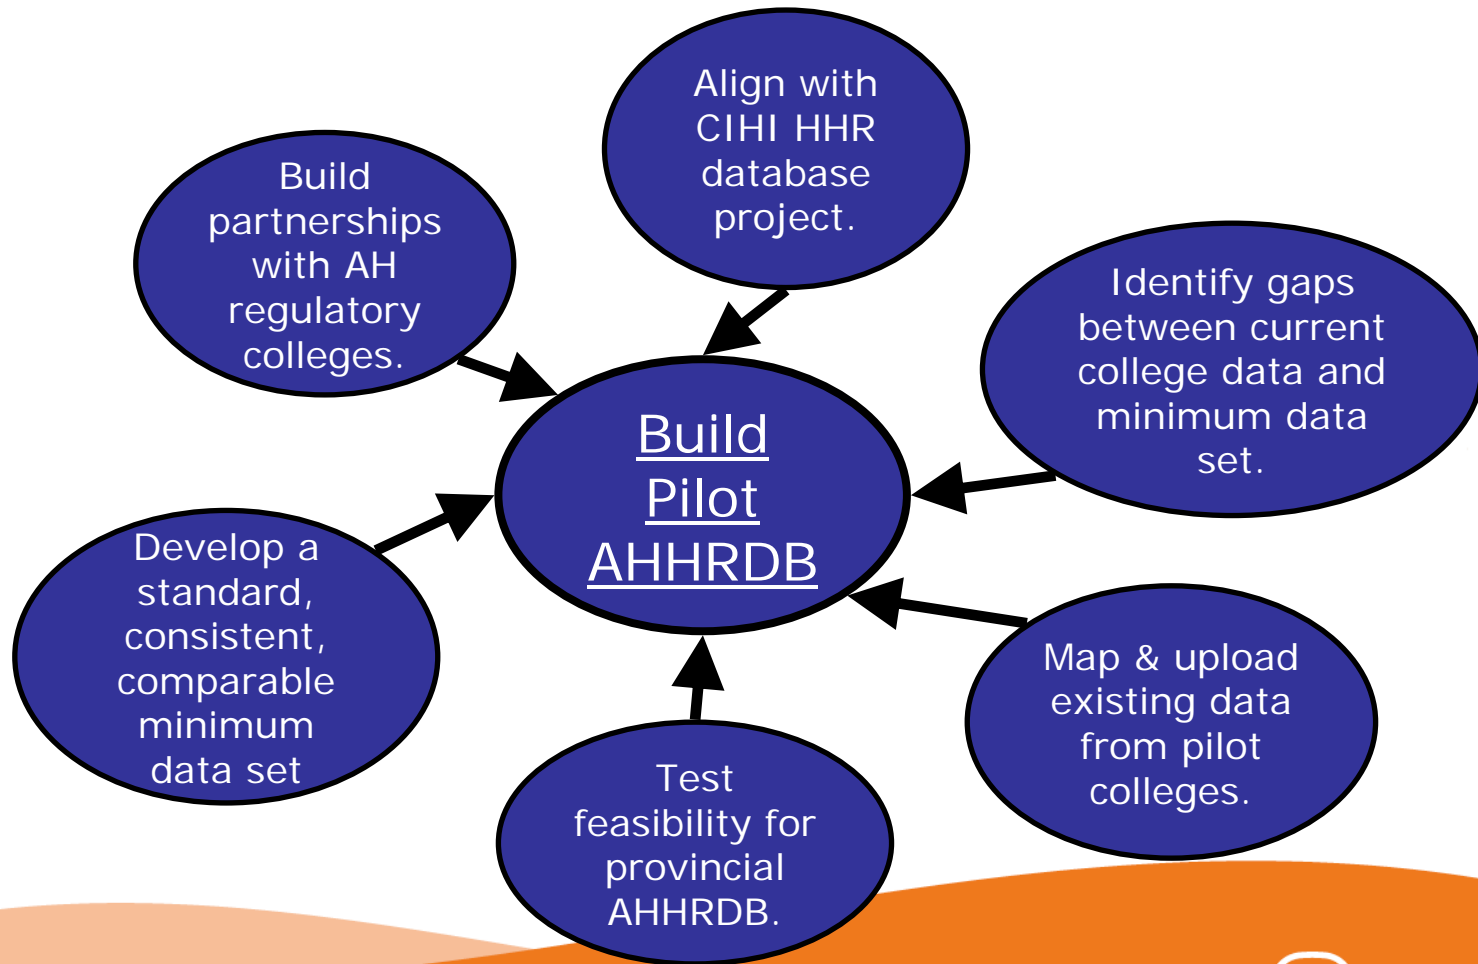 Align with
CIHI HHR
database
project.
Build
partnerships
with AH
regulatory
colleges.
Identify gaps
between current
college data and
minimum data
set.
Build
Pilot
AHHRDB
Develop a
standard,
consistent,
comparable
minimum
data set
Map & upload
existing data
from pilot
colleges.
Test
feasibility for
provincial
AHHRDB.